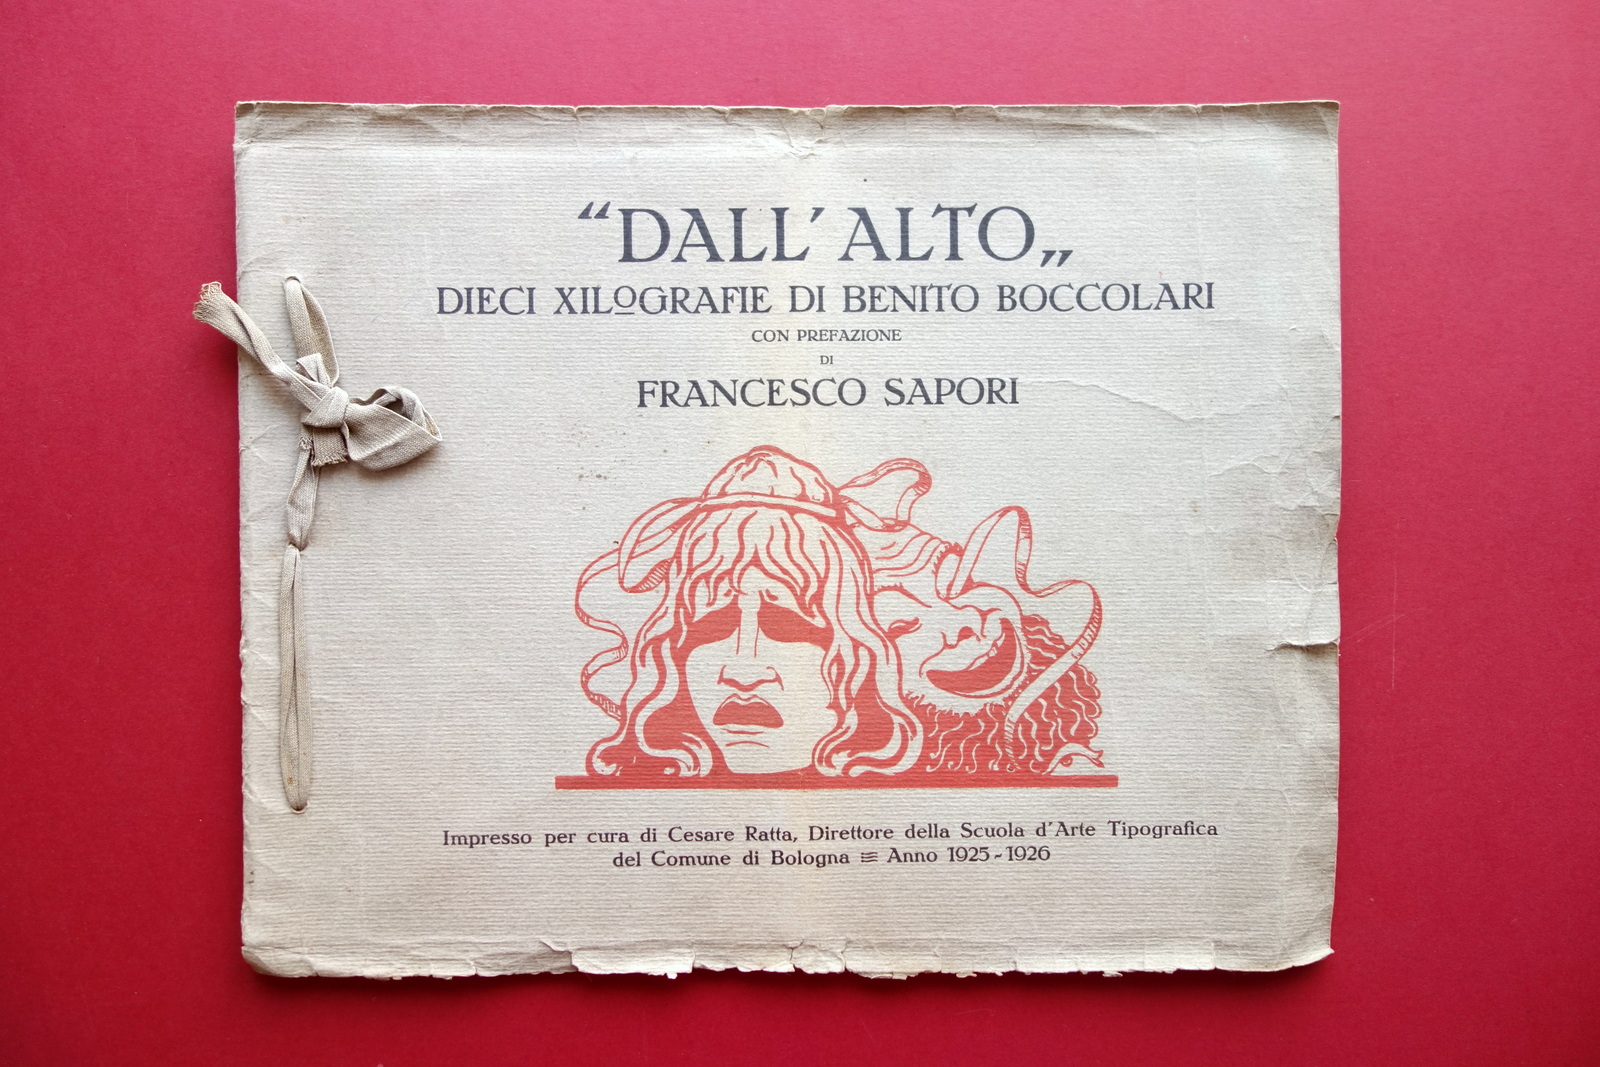 “DALL' ALTO„
DIECI XILOGRAFIE DI BENITO BOCCOLARI
CON PREFAZIONE
DI
FRANCESCO SAPORI
Impresso per cura di Cesare Ratta, Direttore della Scuola d'Arte Tipografica
del Comune di Bologna ≡ Anno 1925-1926